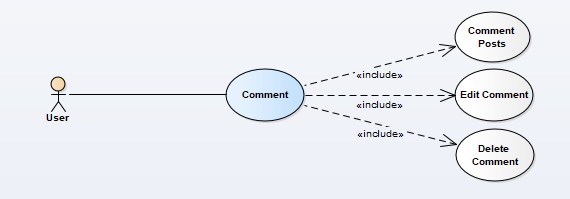 Comment
Posts
«include»
Comment
Edit Comment
«include»
User
«include»
Delete
Comment